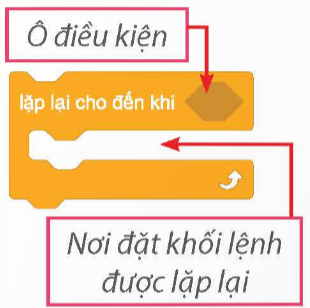 Ô điều kiện
lặp lại cho đến khi
Nơi đặt khối lệnh
được lặp lại